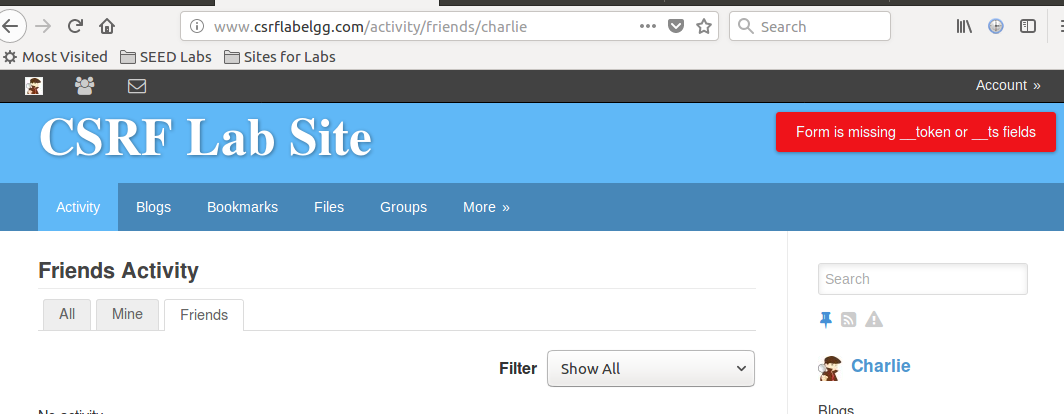 www.csrflabelgg.com/activity/friends/charlie
Search
Most Visited SEED Labs Sites for Labs
Account »
CSRF Lab Site
Form is missing __token or __ts fields
Activity Blogs Bookmarks Files Groups More »
Friends Activity
Search
All Mine Friends
Filter Show All
Charlie
No activity
Blogs